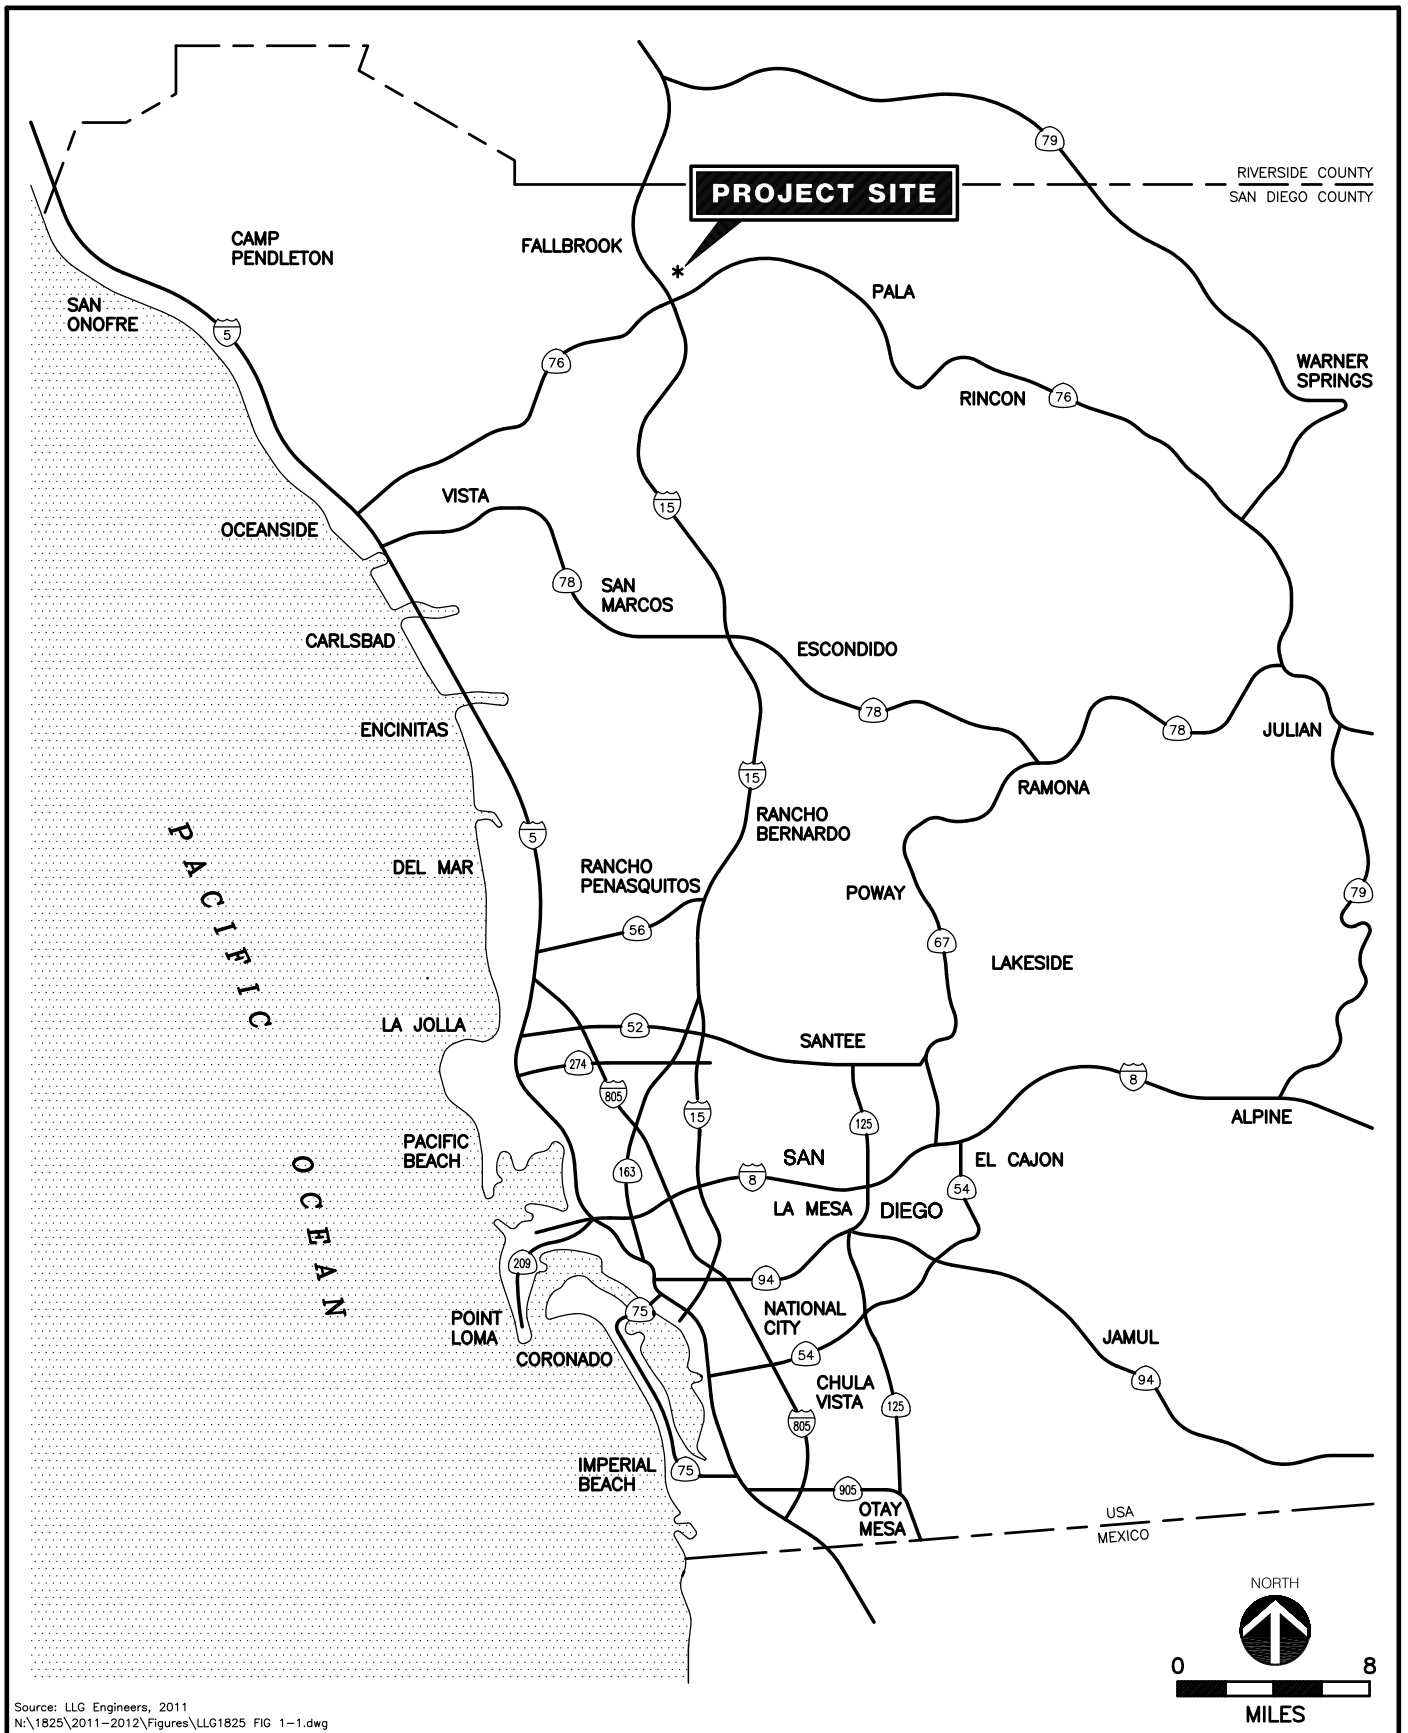 79
RIVERSIDE COUNTY
SAN DIEGO COUNTY
PROJECT SITE
CAMP
PENDLETON
FALLBROOK
*
PALA
SAN
ONOFRE
5
76
WARNER
SPRINGS
RINCON
76
VISTA
15
OCEANSIDE
78
SAN
MARCOS
CARLSBAD
ESCONDIDO
78
ENCINITAS
78
JULIAN
15
RAMONA
RANCHO
BERNARDO
5
PACIFIC
DEL MAR
RANCHO
PENASQUITOS
POWAY
79
56
67
LAKESIDE
LA JOLLA
52
SANTEE
274
805
8
15
125
ALPINE
PACIFIC
BEACH
SAN
EL CAJON
163
8
54
OCEAN
LA MESA
DIEGO
209
94
75
NATIONAL
CITY
POINT
LOMA
CORONADO
54
JAMUL
94
CHULA
VISTA
125
805
IMPERIAL
BEACH
75
905
OTAY
MESA
USA
MEXICO
NORTH
0 8
MILES
Source: LLG Engineers, 2011
N:\1825\2011-2012\Figures\LLG1825 FIG 1-1.dwg